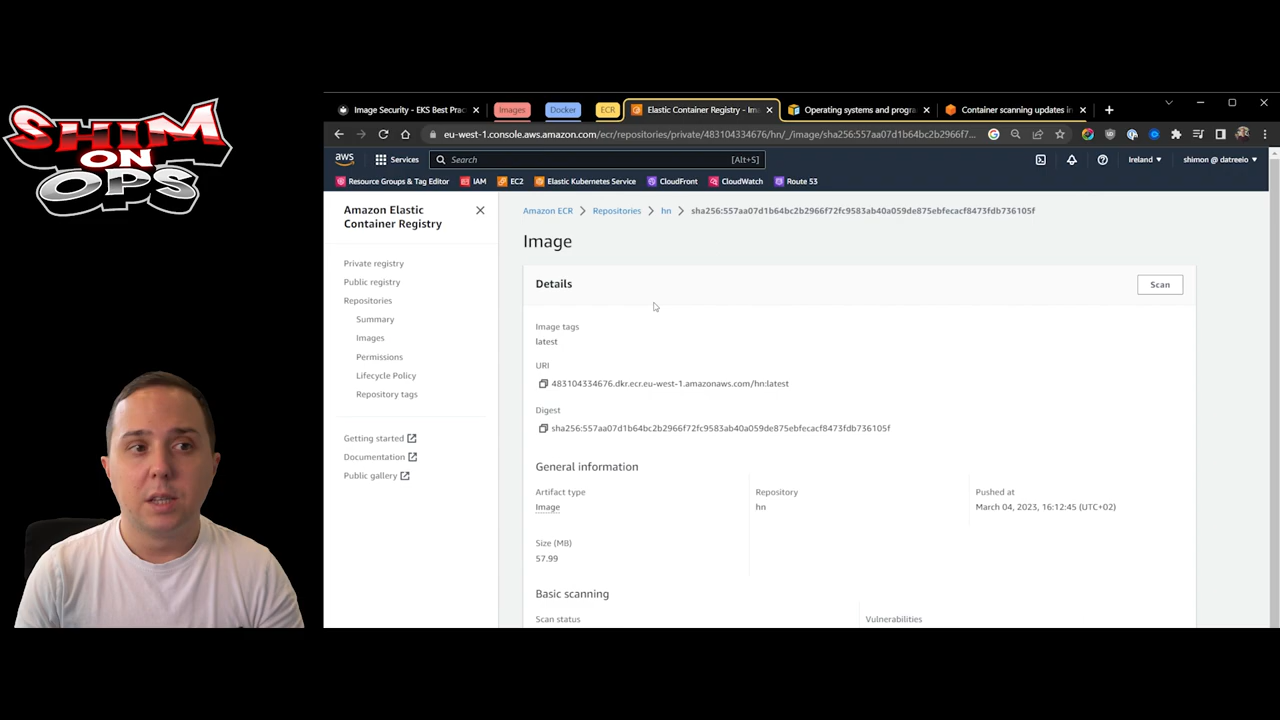 SHIM
ON
OPS
Image Security - EKS Best Prac
Images
Docker
ECR
Elastic Container Registry - Im
Operating systems and progra
Container scanning updates in
eu-west-1.console.aws.amazon.com/ecr/repositories/private/483104334676/hn/_/image/sha256:557aa07d1b64bc2b2966f7...
aws
Services
Search
[Alt+S]
Ireland
shimon @ datreeio
Resource Groups & Tag Editor
IAM
EC2
Elastic Kubernetes Service
CloudFront
CloudWatch
Route 53
Amazon Elastic
Container Registry
Private registry
Public registry
Repositories
Summary
Images
Permissions
Lifecycle Policy
Repository tags
Getting started
Documentation
Public gallery
Amazon ECR
Repositories
hn
sha256:557aa07d1b64bc2b2966f72fc9583ab40a059de875ebfecacf8473fdb736105f
Image
Details
Scan
Image tags
latest
URI
483104334676.dkr.ecr.eu-west-1.amazonaws.com/hn:latest
Digest
sha256:557aa07d1b64bc2b2966f72fc9583ab40a059de875ebfecacf8473fdb736105f
General information
Artifact type
Image
Repository
hn
Pushed at
March 04, 2023, 16:12:45 (UTC+02)
Size (MB)
57.99
Basic scanning
Scan status
Vulnerabilities